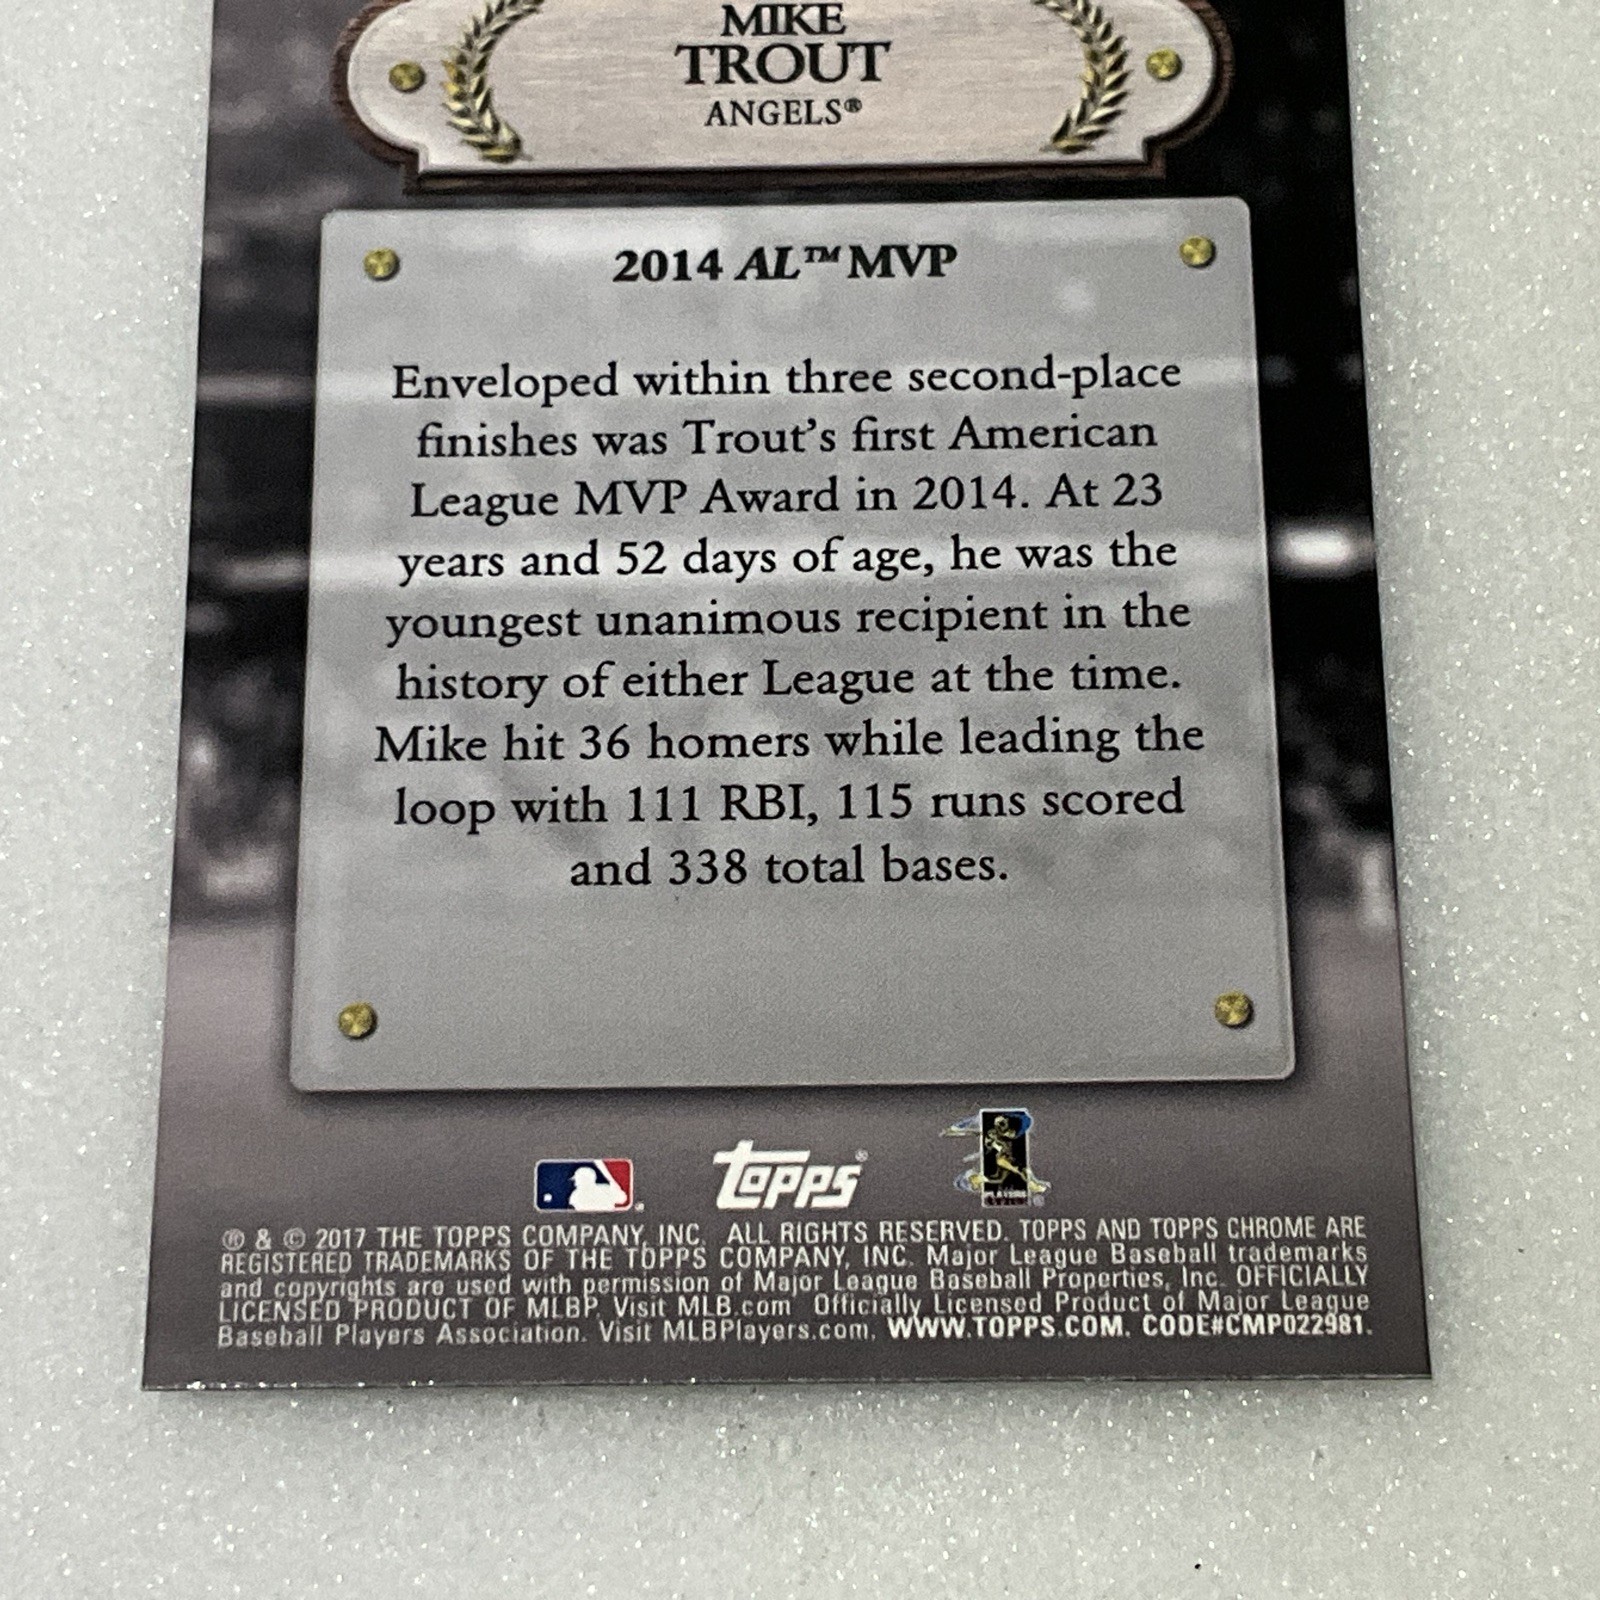 MIKE
TROUT
ANGELS®
2014 AL™ MVP
Enveloped within three second-place
finishes was Trout's first American
League MVP Award in 2014. At 23
years and 52 days of age, he was the
youngest unanimous recipient in the
history of either League at the time.
Mike hit 36 homers while leading the
loop with 111 RBI, 115 runs scored
and 338 total bases.
topps®
PLAYERS
® & © 2017 THE TOPPS COMPANY, INC. ALL RIGHTS RESERVED. TOPPS AND TOPPS CHROME ARE
REGISTERED TRADEMARKS OF THE TOPPS COMPANY, INC. Major League Baseball trademarks
and copyrights are used with permission of Major League Baseball Properties, Inc. OFFICIALLY
LICENSED PRODUCT OF MLBP. Visit MLB.com Officially Licensed Product of Major League
Baseball Players Association. Visit MLBPlayers.com. WWW.TOPPS.COM. CODE#CMP022981.